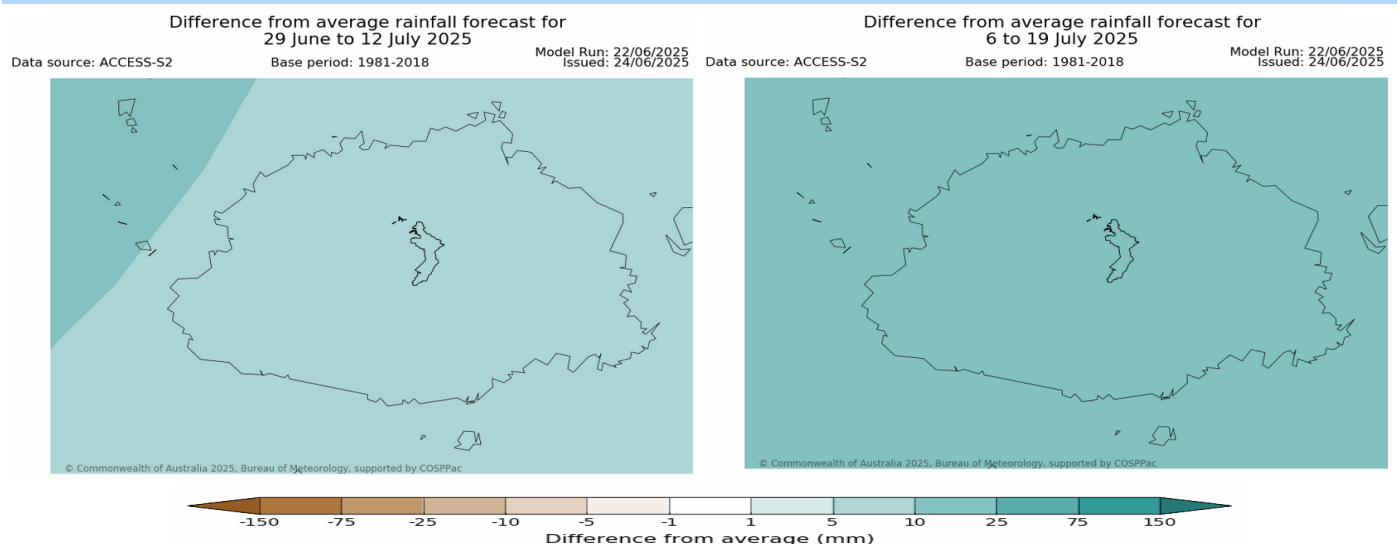 Difference from average rainfall forecast for
29 June to 12 July 2025
Model Run: 22/06/2025
Data source: ACCESS-S2 Base period: 1981-2018 Issued: 24/06/2025
© Commonwealth of Australia 2025, Bureau of Meteorology, supported by COSPPac
Difference from average rainfall forecast for
6 to 19 July 2025
Model Run: 22/06/2025
Data source: ACCESS-S2 Base period: 1981-2018 Issued: 24/06/2025
© Commonwealth of Australia 2025, Bureau of Meteorology, supported by COSPPac
-150 -75 -25 -10 -5 -1 1 5 10 25 75 150
Difference from average (mm)